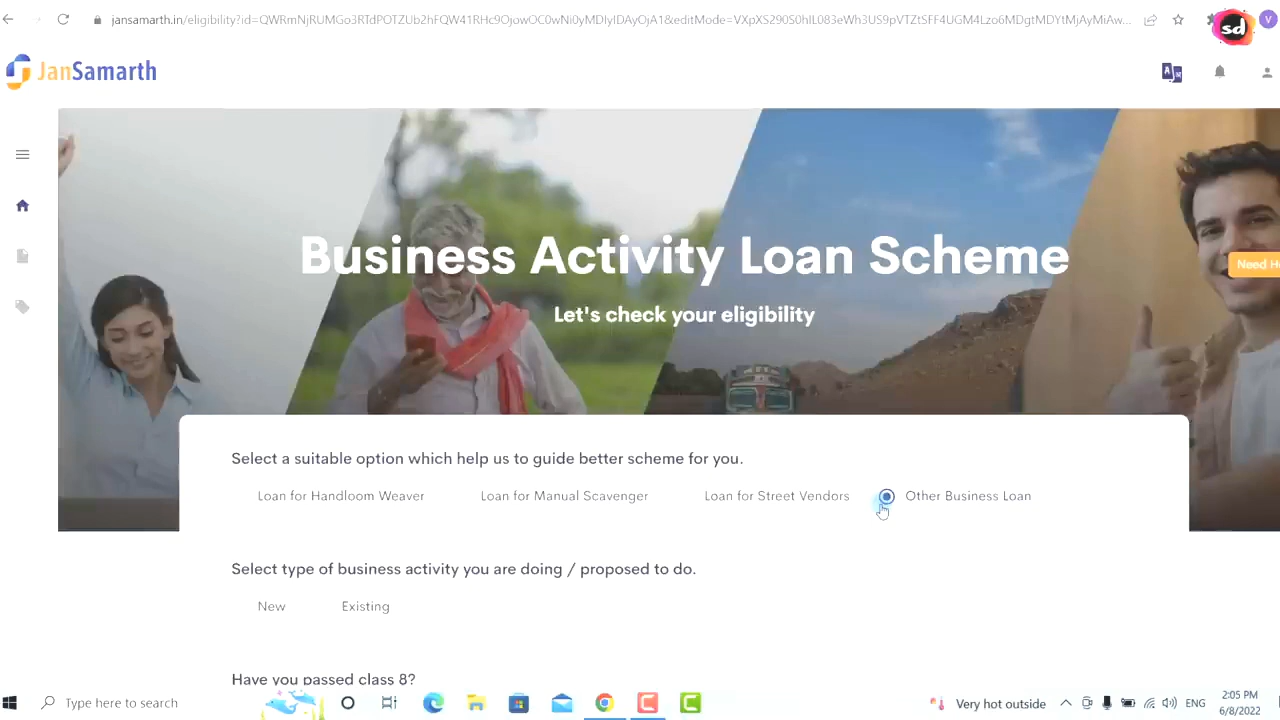 jansamarth.in/eligibility?id=QWRmNjRUMGo3RTdPOTZUb2hFQW41RHc9OjowOC0wNi0yMDIyIDAyOjA1&editMode=VXpXS290S0hIL083eWh3US9pVTZtSFF4UGM4Lzo6MDgtMDYtMjAyMiAw...
sd
V
JanSamarth
Business Activity Loan Scheme
Let's check your eligibility
Need H
Select a suitable option which help us to guide better scheme for you.
Loan for Handloom Weaver Loan for Manual Scavenger Loan for Street Vendors Other Business Loan
Select type of business activity you are doing / proposed to do.
New Existing
Have you passed class 8?
Type here to search
Very hot outside
ENG
2:05 PM
6/8/2022